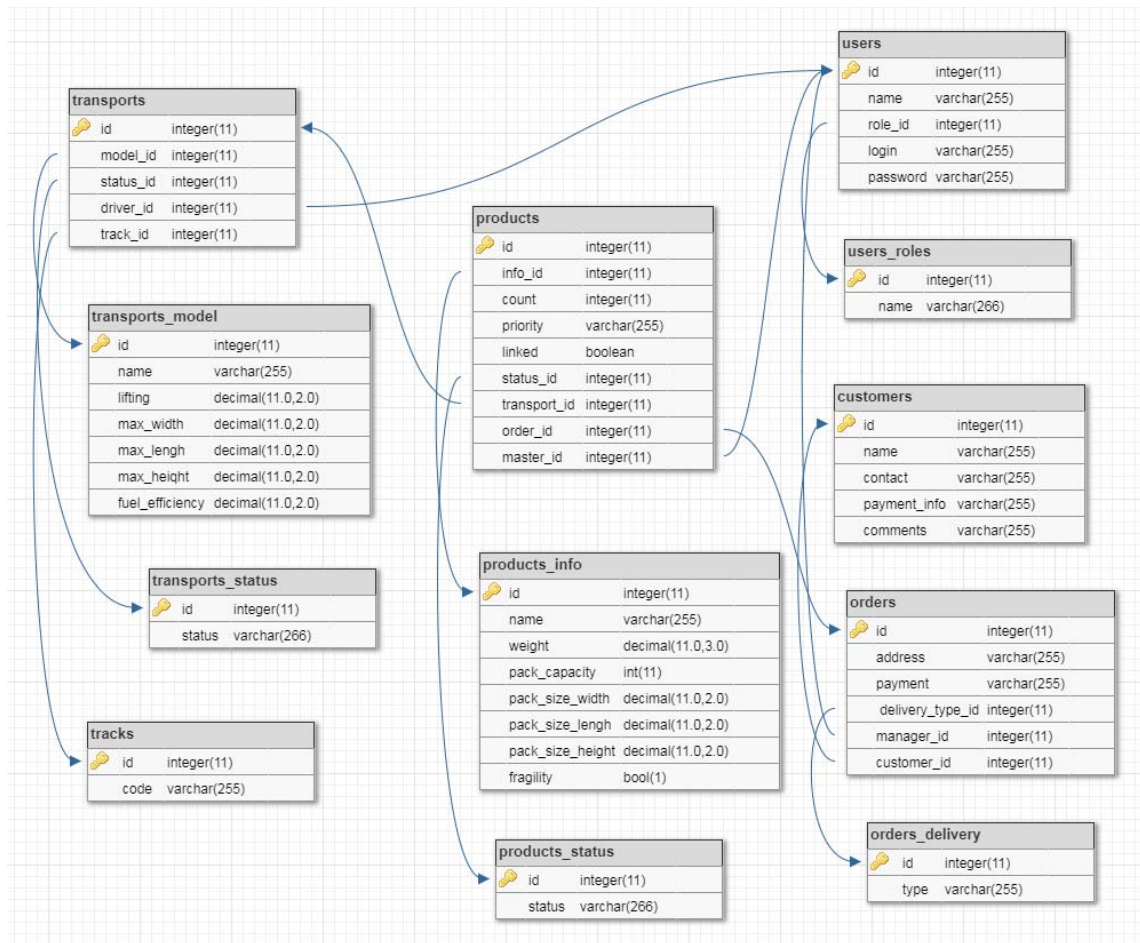 transports
id integer(11)
model_id integer(11)
status_id integer(11)
driver_id integer(11)
track_id integer(11)
transports_model
id integer(11)
name varchar(255)
lifting decimal(11.0,2.0)
max_width decimal(11.0,2.0)
max_lengh decimal(11.0,2.0)
max_height decimal(11.0,2.0)
fuel_efficiency decimal(11.0,2.0)
transports_status
id integer(11)
status varchar(266)
tracks
id integer(11)
code varchar(255)
products
id integer(11)
info_id integer(11)
count integer(11)
priority varchar(255)
linked boolean
status_id integer(11)
transport_id integer(11)
order_id integer(11)
master_id integer(11)
products_info
id integer(11)
name varchar(255)
weight decimal(11.0,3.0)
pack_capacity int(11)
pack_size_width decimal(11.0,2.0)
pack_size_lengh decimal(11.0,2.0)
pack_size_height decimal(11.0,2.0)
fragility bool(1)
products_status
id integer(11)
status varchar(266)
users
id integer(11)
name varchar(255)
role_id integer(11)
login varchar(255)
password varchar(255)
users_roles
id integer(11)
name varchar(266)
customers
id integer(11)
name varchar(255)
contact varchar(255)
payment_info varchar(255)
comments varchar(255)
orders
id integer(11)
address varchar(255)
payment varchar(255)
delivery_type_id integer(11)
manager_id integer(11)
customer_id integer(11)
orders_delivery
id integer(11)
type varchar(255)